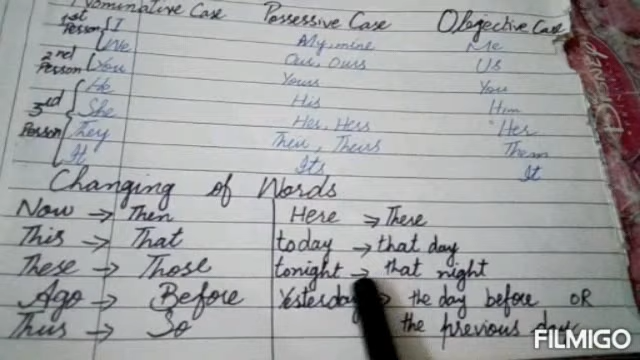 Nominative Case Possessive Case Objective Case
1st Person { I My, mine Me
We Our, Ours Us
2nd Person { You Yours You
He His Him
3rd Person { She Her, Hers Her
They Their, Theirs Them
It Its It
Changing of Words
Now → Then Here → There
This → That today → that day
These → Those tonight → that night
Ago → Before Yesterday → the day before OR
Thus → So the previous day
FILMIGO